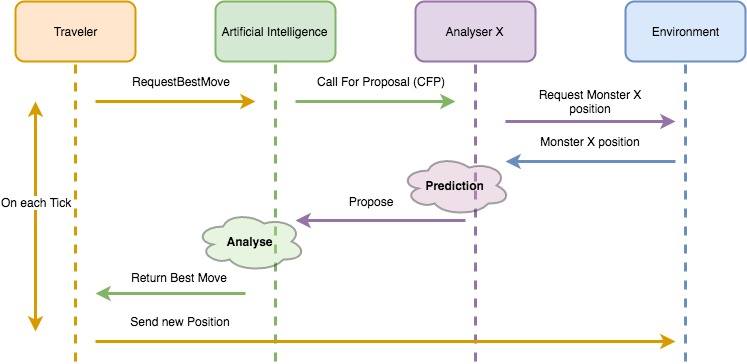 Traveler
Artificial Intelligence
Analyser X
Environment
RequestBestMove
Call For Proposal (CFP)
Request Monster X
position
Monster X position
Prediction
On each Tick
Propose
Analyse
Return Best Move
Send new Position